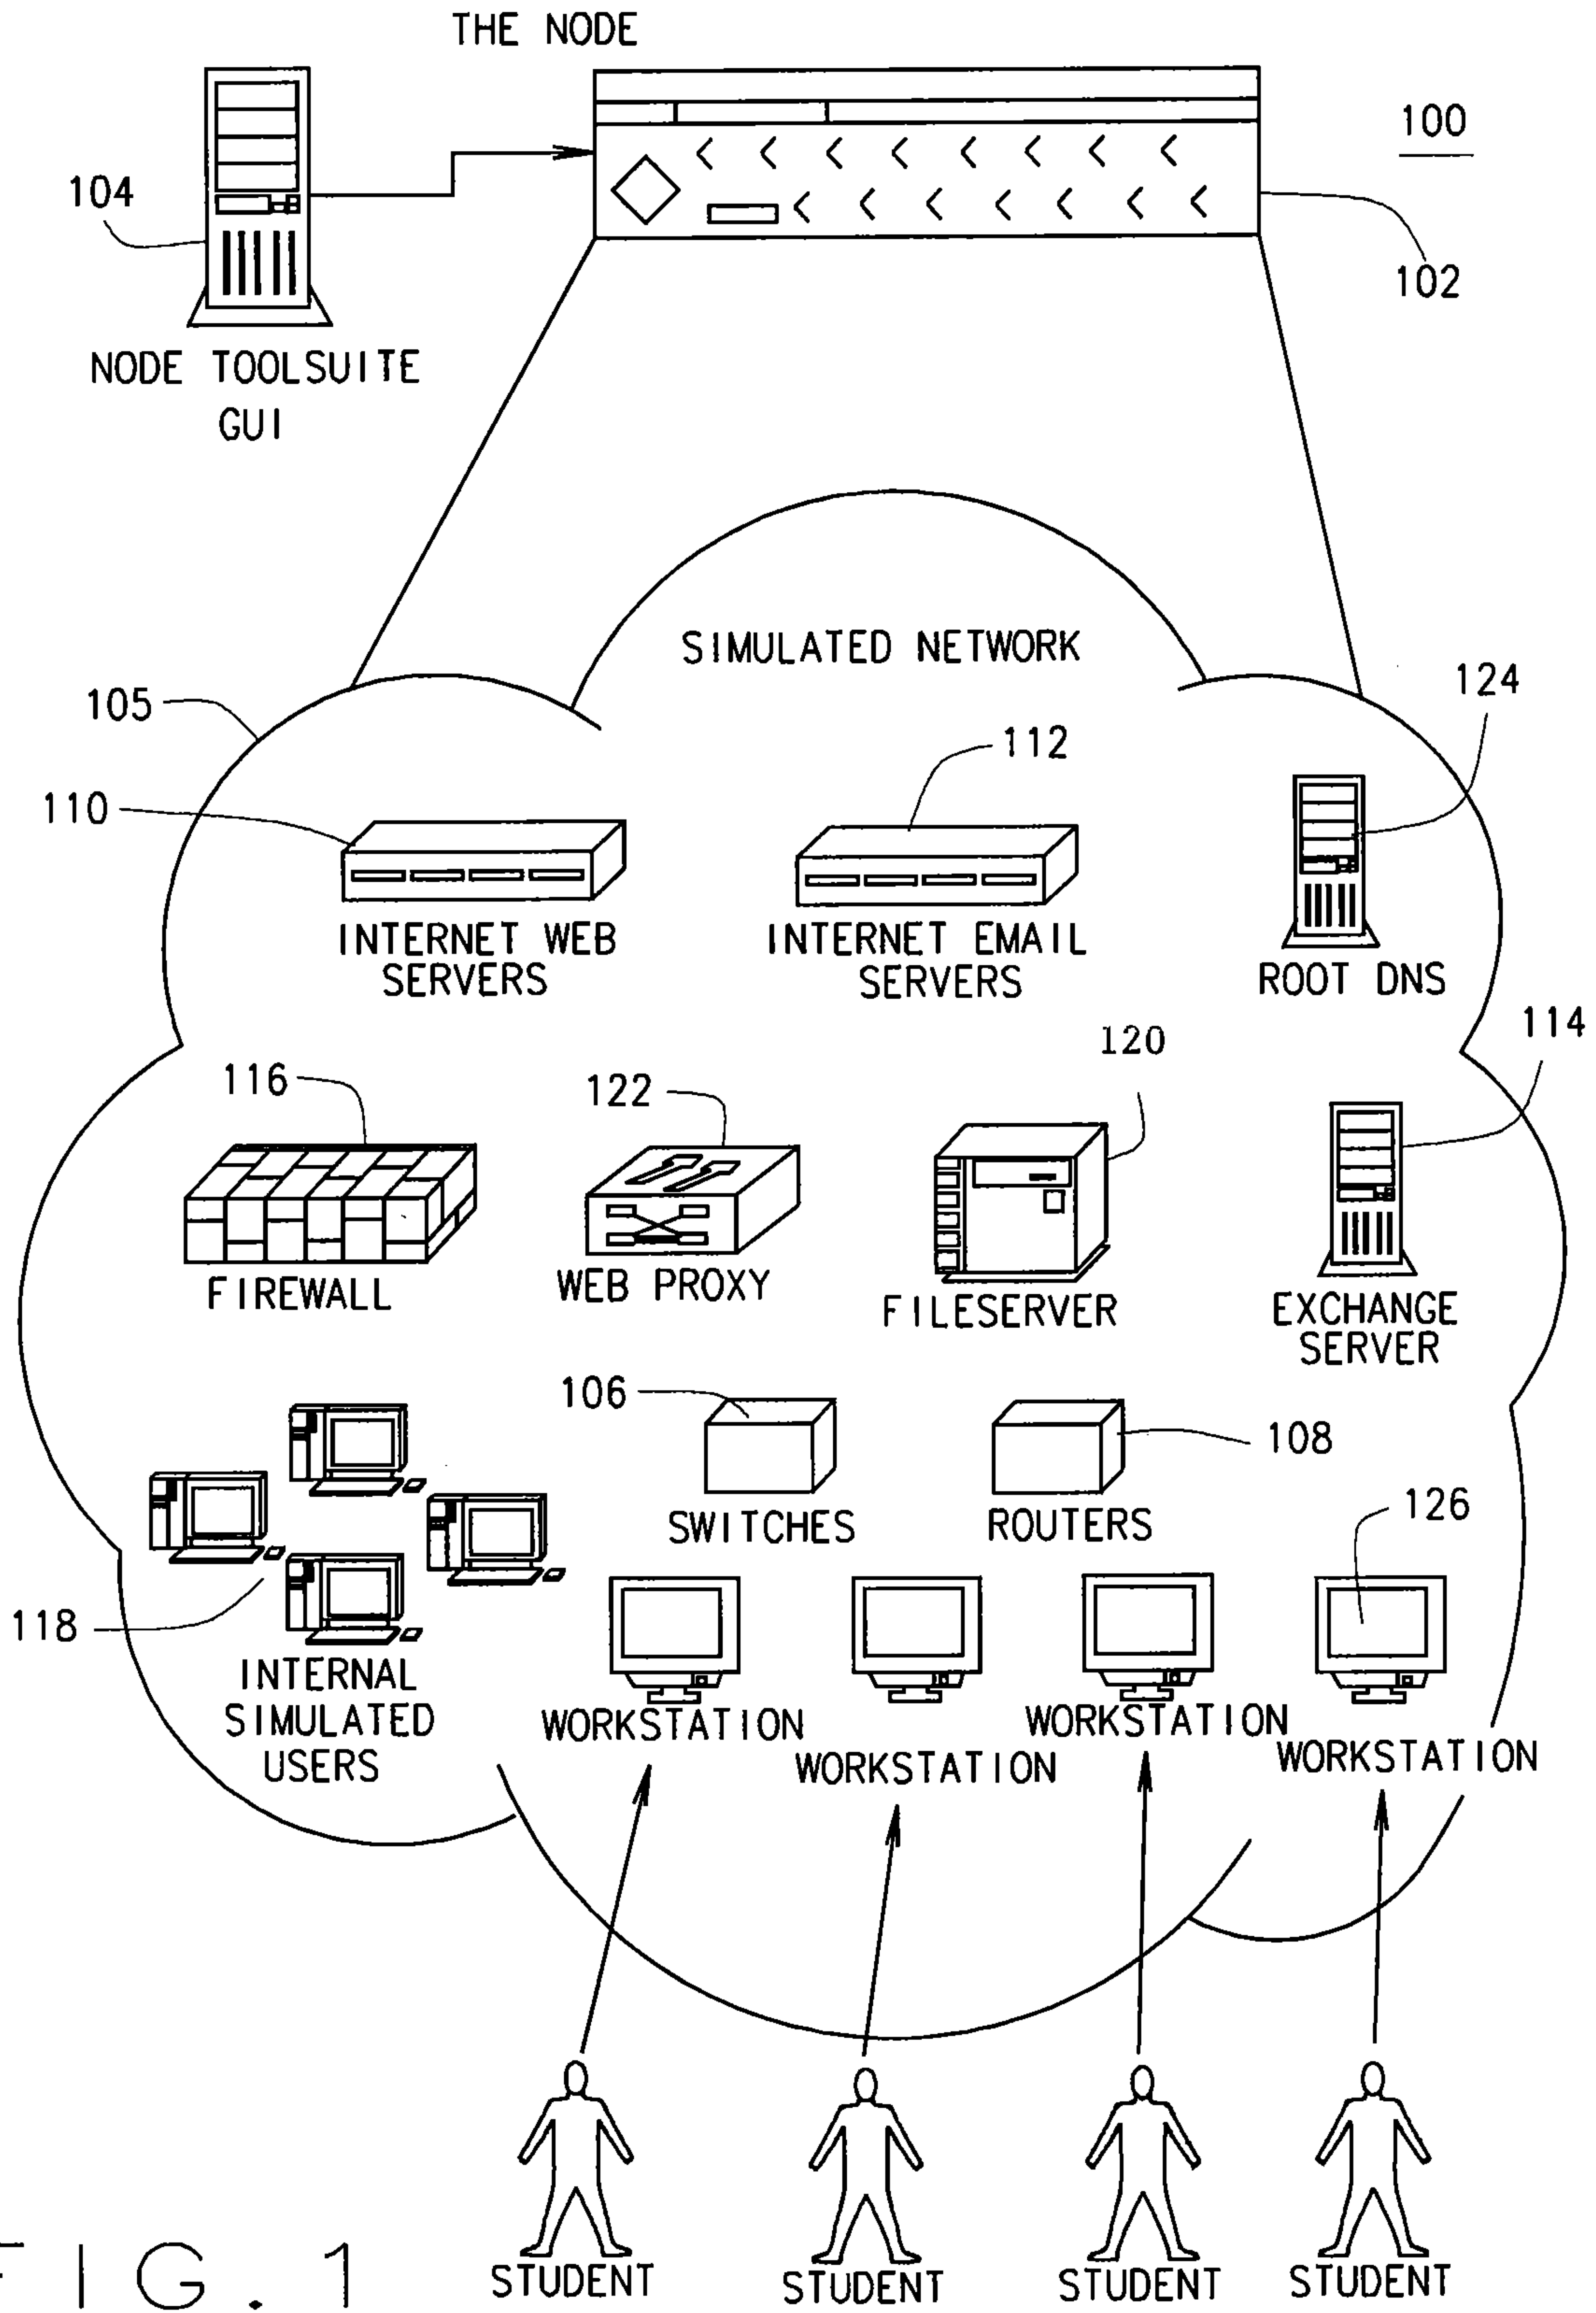 THE NODE
100
104
102
NODE TOOLSUITE
GUI
SIMULATED NETWORK
105
124
112
110
INTERNET WEB
SERVERS
INTERNET EMAIL
SERVERS
ROOT DNS
114
116
122
120
FIREWALL
WEB PROXY
FILESERVER
EXCHANGE
SERVER
106
108
SWITCHES
ROUTERS
126
118
INTERNAL
SIMULATED
USERS
WORKSTATION
WORKSTATION
WORKSTATION
WORKSTATION
STUDENT
STUDENT
STUDENT
STUDENT
FIG. 1